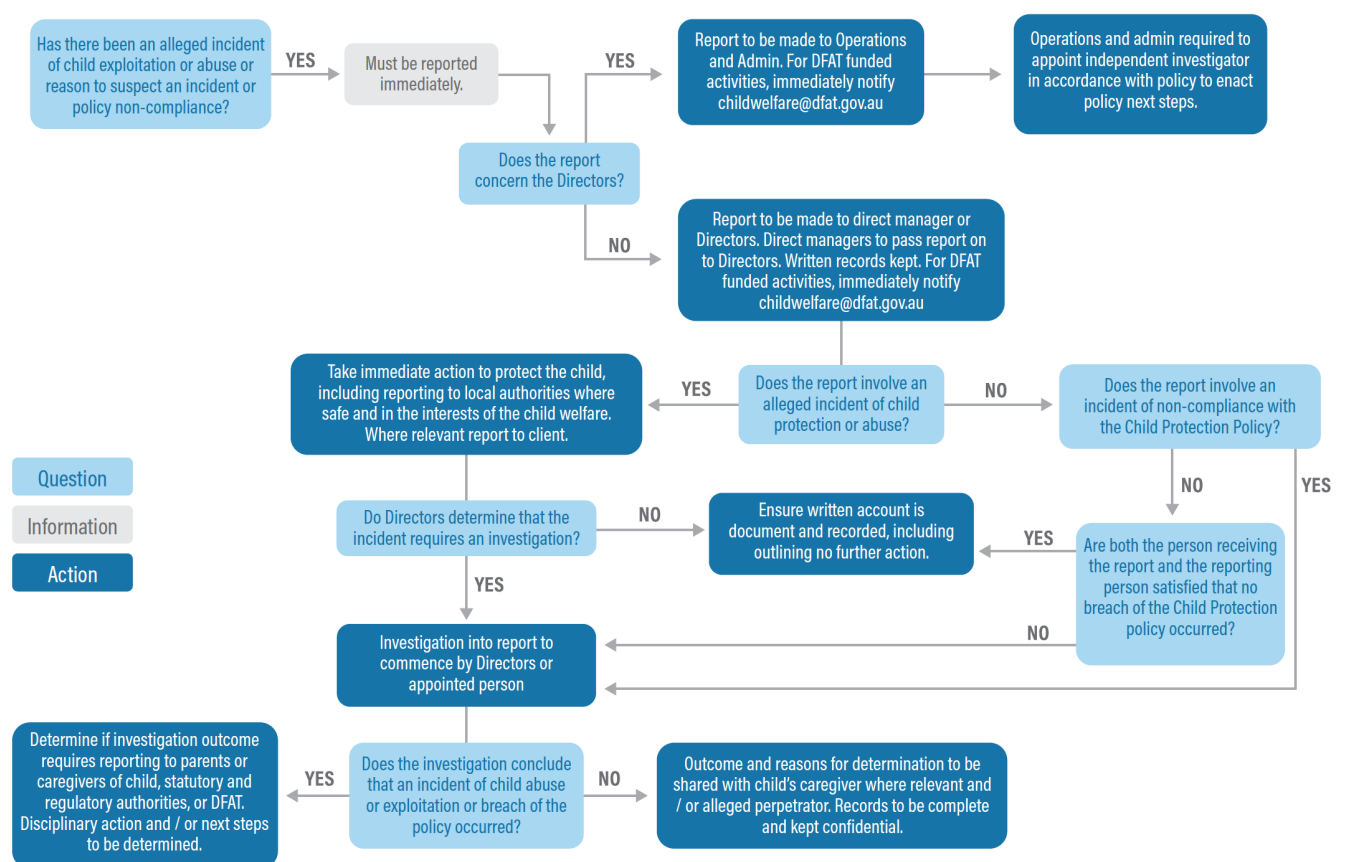 Has there been an alleged incident
of child exploitation or abuse or
reason to suspect an incident or
policy non-compliance?
YES
Must be reported
immediately.
YES
Report to be made to Operations
and Admin. For DFAT funded
activities, immediately notify
childwelfare@dfat.gov.au
Operations and admin required to
appoint independent investigator
in accordance with policy to enact
policy next steps.
Does the report
concern the Directors?
NO
Report to be made to direct manager or
Directors. Direct managers to pass report on
to Directors. Written records kept. For DFAT
funded activities, immediately notify
childwelfare@dfat.gov.au
Take immediate action to protect the child,
including reporting to local authorities where
safe and in the interests of the child welfare.
Where relevant report to client.
YES
Does the report involve an
alleged incident of child
protection or abuse?
NO
Does the report involve an
incident of non-compliance with
the Child Protection Policy?
Question
Information
Action
Do Directors determine that the
incident requires an investigation?
NO
Ensure written account is
document and recorded, including
outlining no further action.
YES
NO
YES
Are both the person receiving
the report and the reporting
person satisfied that no
breach of the Child Protection
policy occurred?
YES
NO
Investigation into report to
commence by Directors or
appointed person
Determine if investigation outcome
requires reporting to parents or
caregivers of child, statutory and
regulatory authorities, or DFAT.
Disciplinary action and / or next steps
to be determined.
YES
Does the investigation conclude
that an incident of child abuse
or exploitation or breach of the
policy occurred?
NO
Outcome and reasons for determination to be
shared with child's caregiver where relevant and
/ or alleged perpetrator. Records to be complete
and kept confidential.